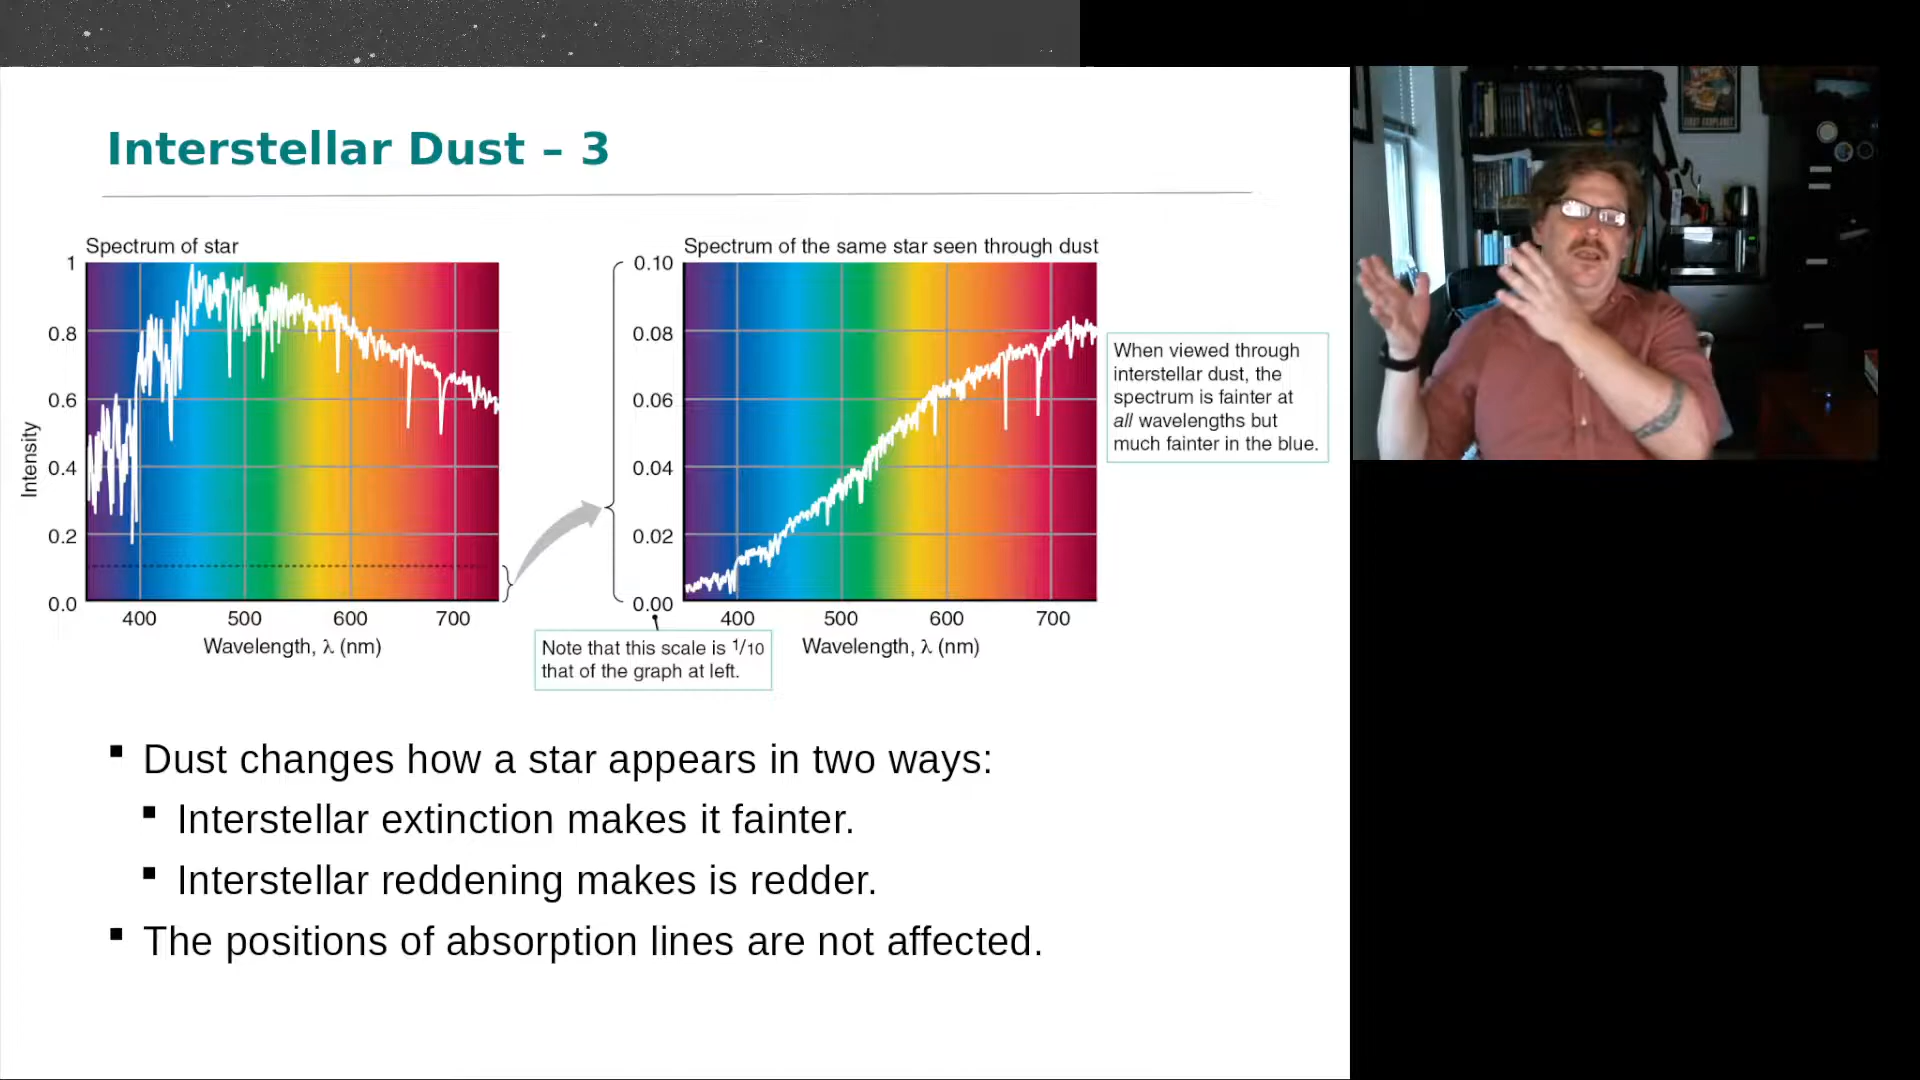 Interstellar Dust – 3
Spectrum of star
1
0.8
0.6
0.4
0.2
0.0
Intensity
400 500 600 700
Wavelength, λ (nm)
Spectrum of the same star seen through dust
0.10
0.08
0.06
0.04
0.02
0.00
400 500 600 700
Wavelength, λ (nm)
When viewed through
interstellar dust, the
spectrum is fainter at
all wavelengths but
much fainter in the blue.
Note that this scale is 1/10
that of the graph at left.
Dust changes how a star appears in two ways:
Interstellar extinction makes it fainter.
Interstellar reddening makes is redder.
The positions of absorption lines are not affected.